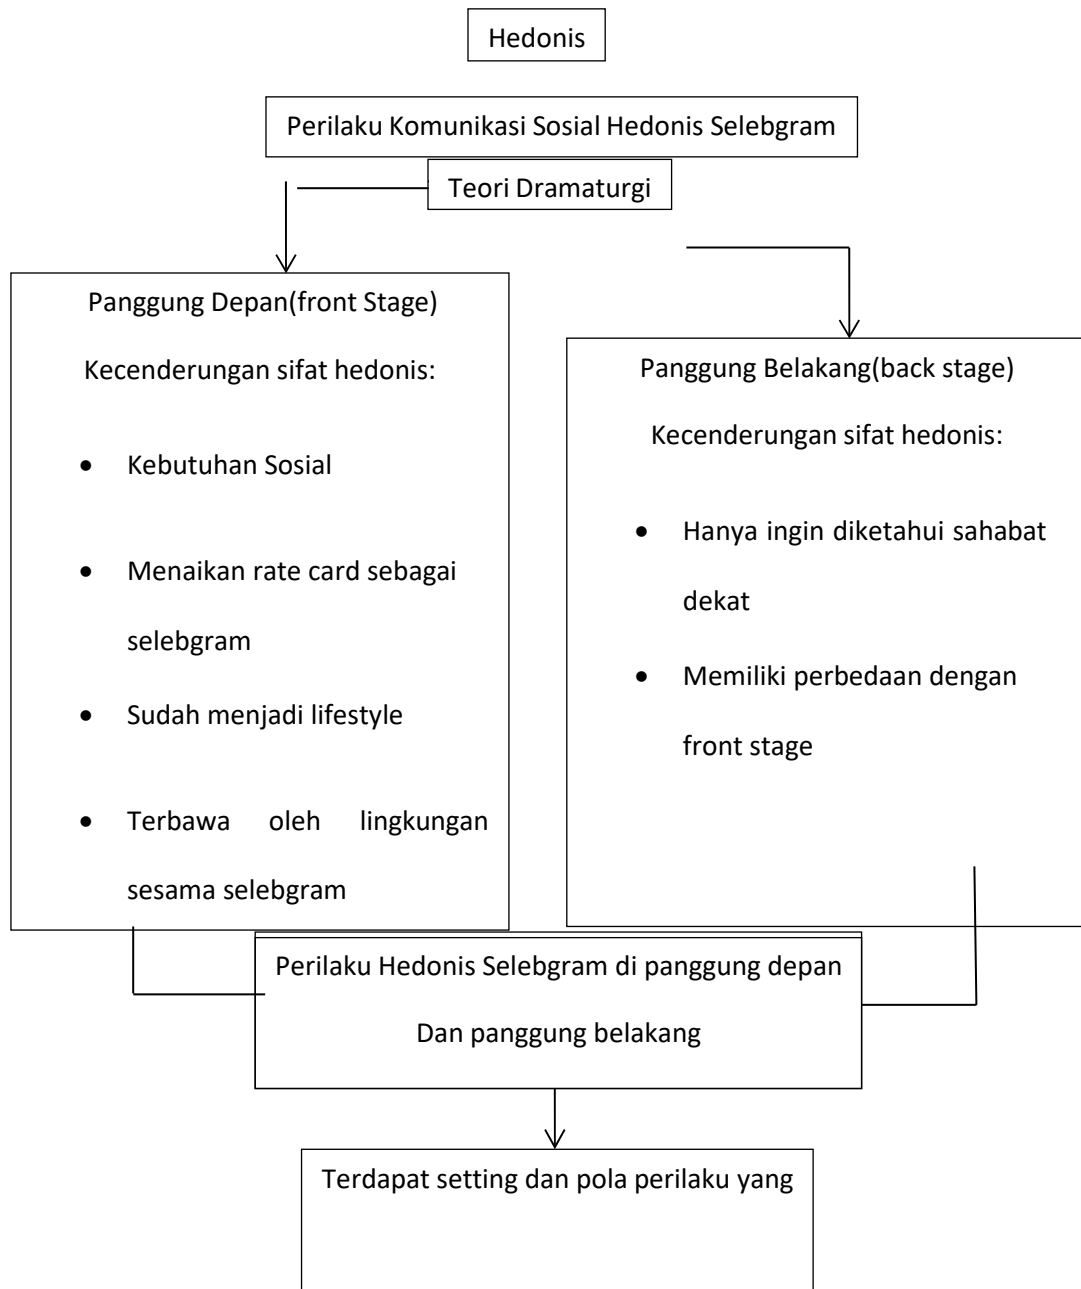 Hedonis
Perilaku Komunikasi Sosial Hedonis Selebgram
Teori Dramaturgi
Panggung Depan(front Stage)
Kecenderungan sifat hedonis:
• Kebutuhan Sosial
• Menaikan rate card sebagai
selebgram
• Sudah menjadi lifestyle
• Terbawa oleh lingkungan
sesama selebgram
Panggung Belakang(back stage)
Kecenderungan sifat hedonis:
• Hanya ingin diketahui sahabat
dekat
• Memiliki perbedaan dengan
front stage
Perilaku Hedonis Selebgram di panggung depan
Dan panggung belakang
Terdapat setting dan pola perilaku yang